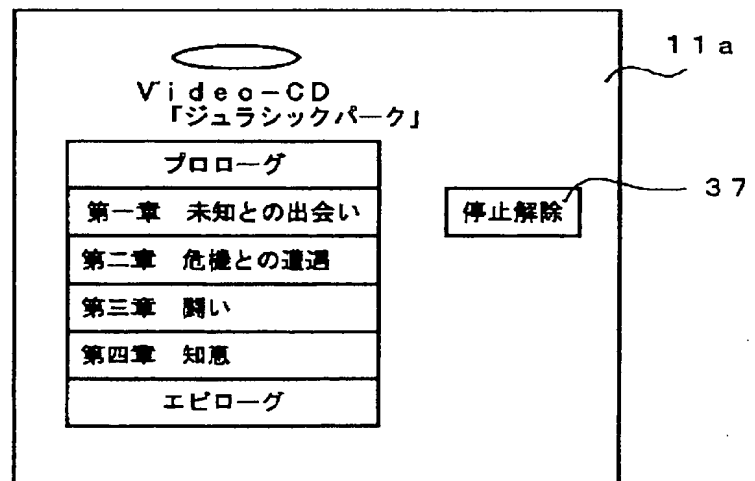 11a
Video-CD
「ジュラシックパーク」
プロローグ
第一章 未知との出会い
停止解除
37
第二章 危機との遭遇
第三章 闘い
第四章 知恵
エピローグ